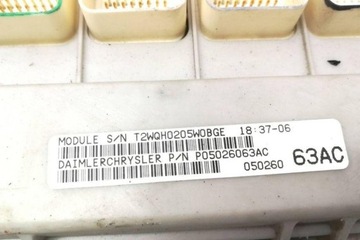 MODULE S/N T2WQH0205W0BGE 18:37-06
DAIMLERCHRYSLER P/N P05026063AC
050260 63AC